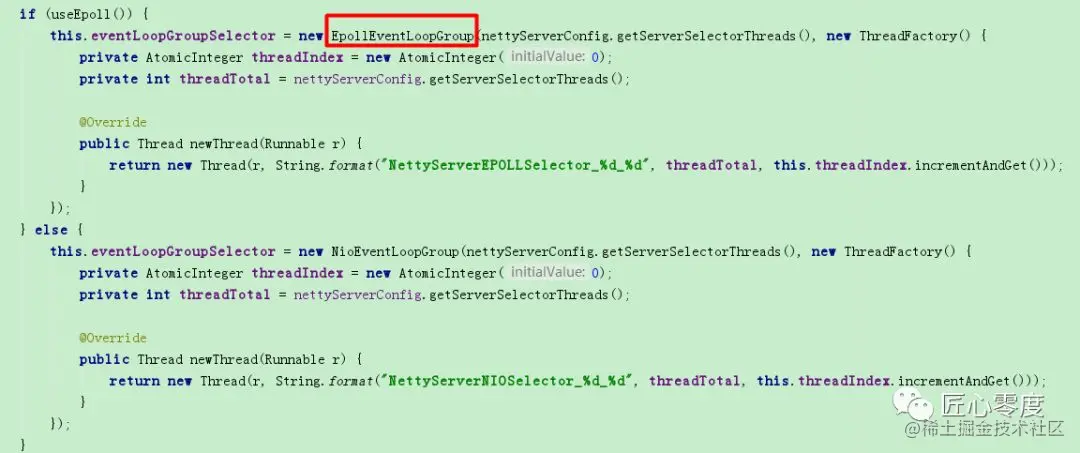 if (useEpoll()) {
this.eventLoopGroupSelector = new EpollEventLoopGroup(nettyServerConfig.getServerSelectorThreads(), new ThreadFactory() {
private AtomicInteger threadIndex = new AtomicInteger( initialValue: 0);
private int threadTotal = nettyServerConfig.getServerSelectorThreads();
@Override
public Thread newThread(Runnable r) {
return new Thread(r, String.format("NettyServerEPOLLSelector_%d_%d", threadTotal, this.threadIndex.incrementAndGet()));
}
});
} else {
this.eventLoopGroupSelector = new NioEventLoopGroup(nettyServerConfig.getServerSelectorThreads(), new ThreadFactory() {
private AtomicInteger threadIndex = new AtomicInteger( initialValue: 0);
private int threadTotal = nettyServerConfig.getServerSelectorThreads();
@Override
public Thread newThread(Runnable r) {
return new Thread(r, String.format("NettyServerNIOSelector_%d_%d", threadTotal, this.threadIndex.incrementAndGet()));
}
});
}
匠心零度
@稀土掘金技术社区